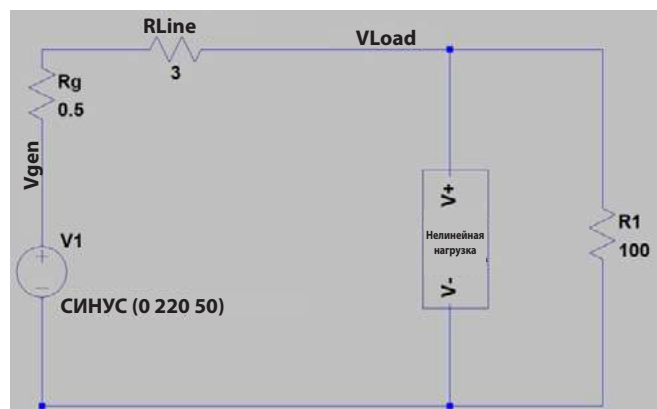 RLine
3
VLoad
Rg
0.5
Vgen
V1
СИНУС (0 220 50)
V+
Нелинейная
нагрузка
V-
R1
100